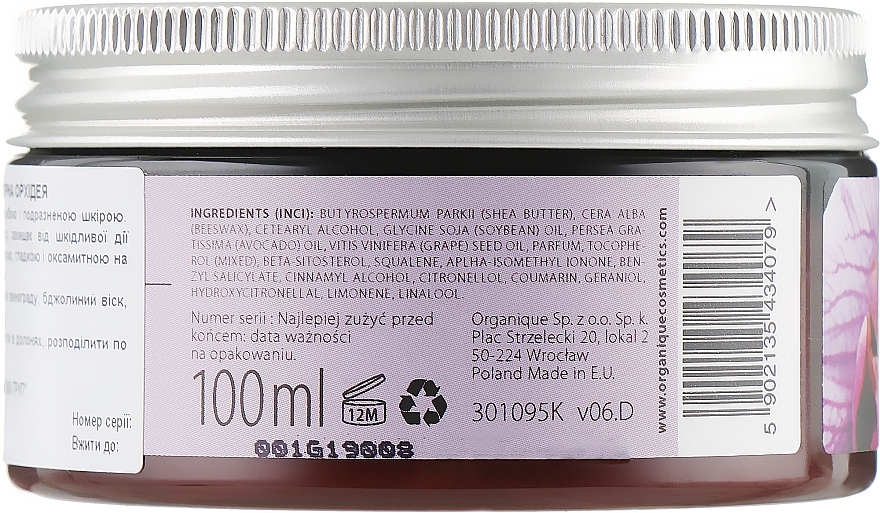 РНА ОРХІДЕЯ
подразненою шкірою.
від шкідливої дії
гладкою і оксамитною на
винограду, бджолиний віск,
в долонях, розподілити по
Номер серії:
Вжити до:
INGREDIENTS (INCI): BUTYROSPERMUM PARKII (SHEA BUTTER), CERA ALBA
(BEESWAX), CETEARYL ALCOHOL, GLYCINE SOJA (SOYBEAN) OIL, PERSEA GRA-
TISSIMA (AVOCADO) OIL, VITIS VINIFERA (GRAPE) SEED OIL, PARFUM, TOCOPHE-
ROL (MIXED), BETA-SITOSTEROL, SQUALENE, APLHA-ISOMETHYL IONONE, BEN-
ZYL SALICYLATE, CINNAMYL ALCOHOL, CITRONELLOL, COUMARIN, GERANIOL,
HYDROXYCITRONELLAL, LIMONENE, LINALOOL.
Numer serii : Najlepiej zużyć przed
końcem: data ważności
na opakowaniu.
100ml
12M
Organique Sp. z o.o. Sp. k.
Plac Strzelecki 20, lokal 2
50-224 Wrocław
Poland Made in E.U.
301095K v06.D
001G19008
www.organiquecosmetics.com
5 902135 434079 >